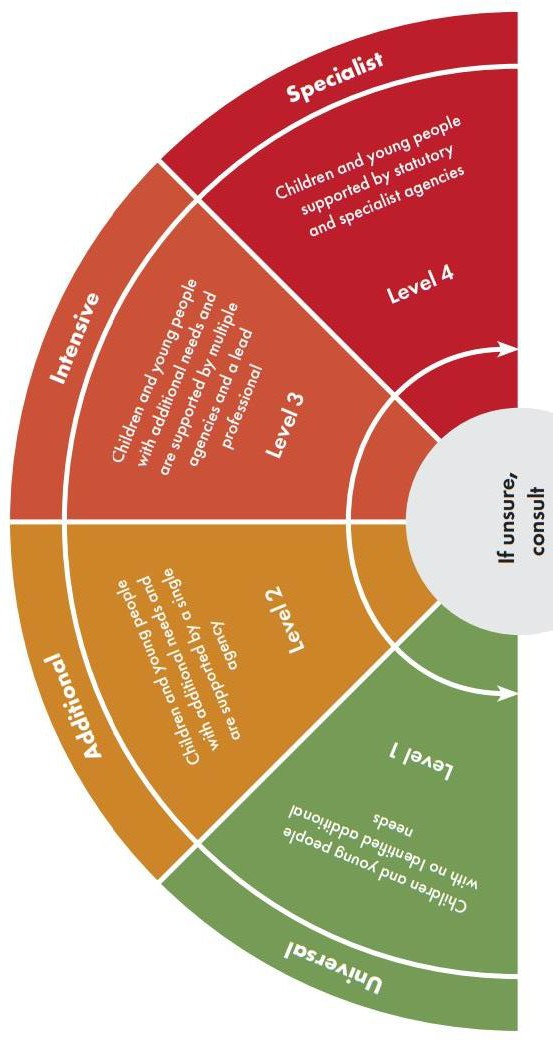 Universal
Children and young people
with no identified additional
needs
Level 1
Additional
Children and young people
with additional needs and
are supported by a single
agency
Level 2
Intensive
Children and young people
with additional needs and
are supported by multiple
agencies and a lead
professional
Level 3
Specialist
Children and young people
supported by statutory
and specialist agencies
Level 4
If unsure,
consult